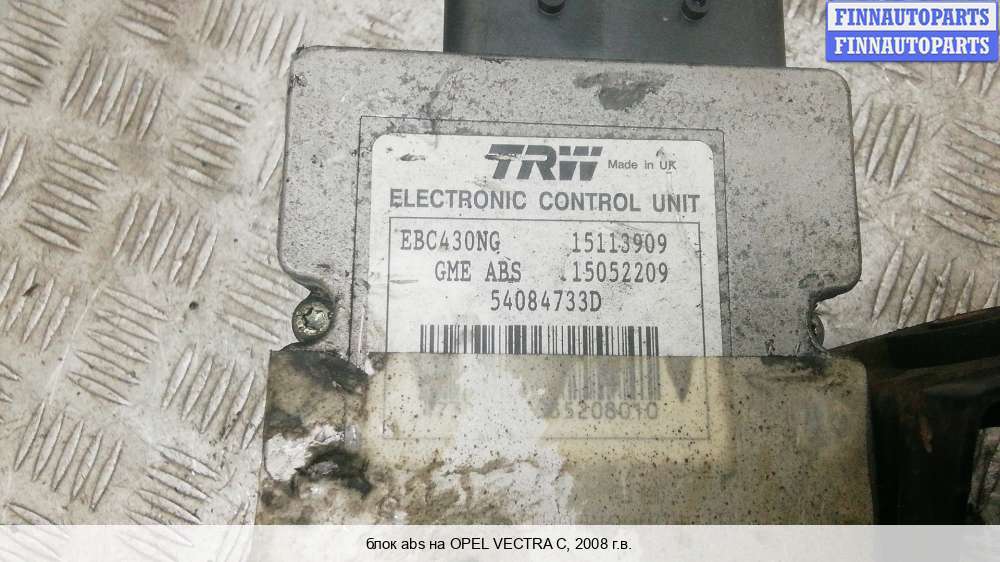 FINNAUTOPARTS
FINNAUTOPARTS
TRW Made in UK
ELECTRONIC CONTROL UNIT
EBC430NG 15113909
GME ABS 15052209
54084733D
блок abs на OPEL VECTRA C, 2008 г.в.